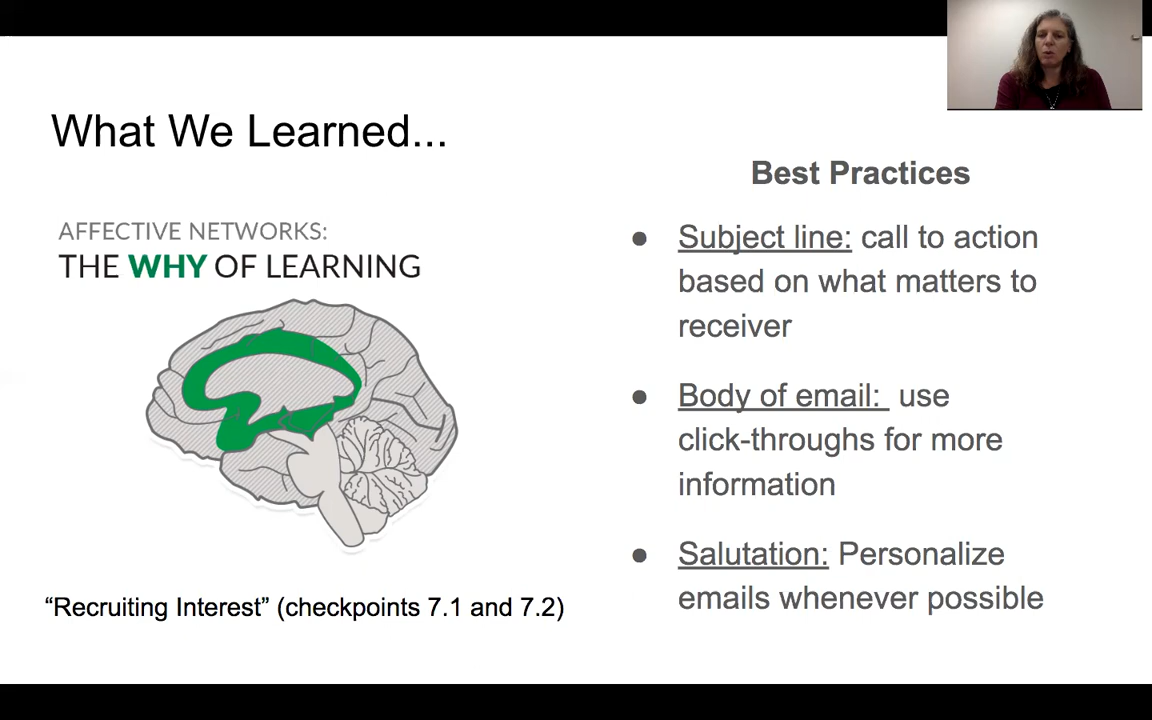 What We Learned...
AFFECTIVE NETWORKS:
THE WHY OF LEARNING
“Recruiting Interest” (checkpoints 7.1 and 7.2)
Best Practices
● Subject line: call to action
based on what matters to
receiver
● Body of email: use
click-throughs for more
information
● Salutation: Personalize
emails whenever possible